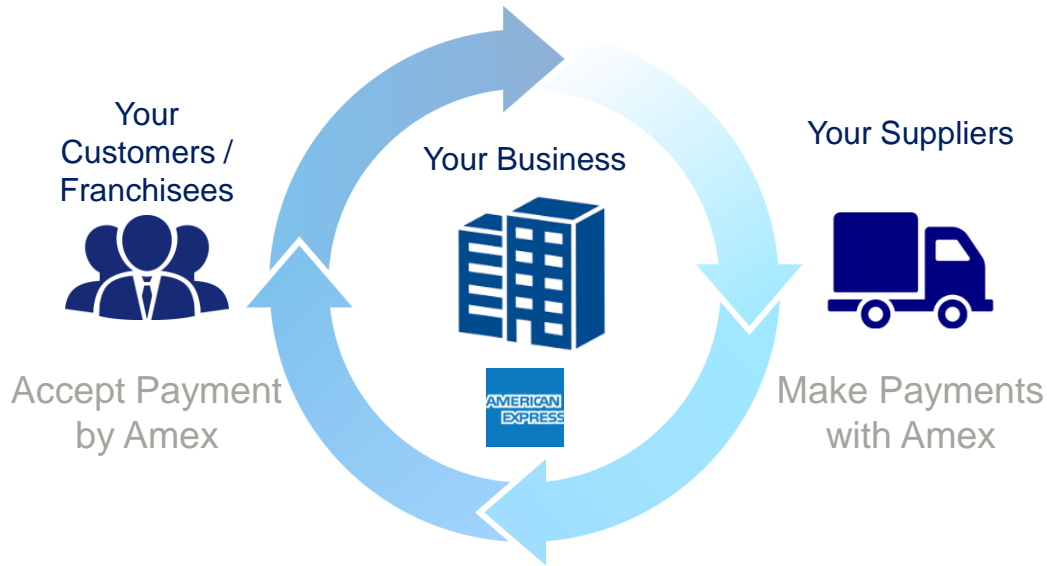 Your
Customers /
Franchisees
Your Business
Your Suppliers
AMERICAN
EXPRESS
Accept Payment
by Amex
Make Payments
with Amex